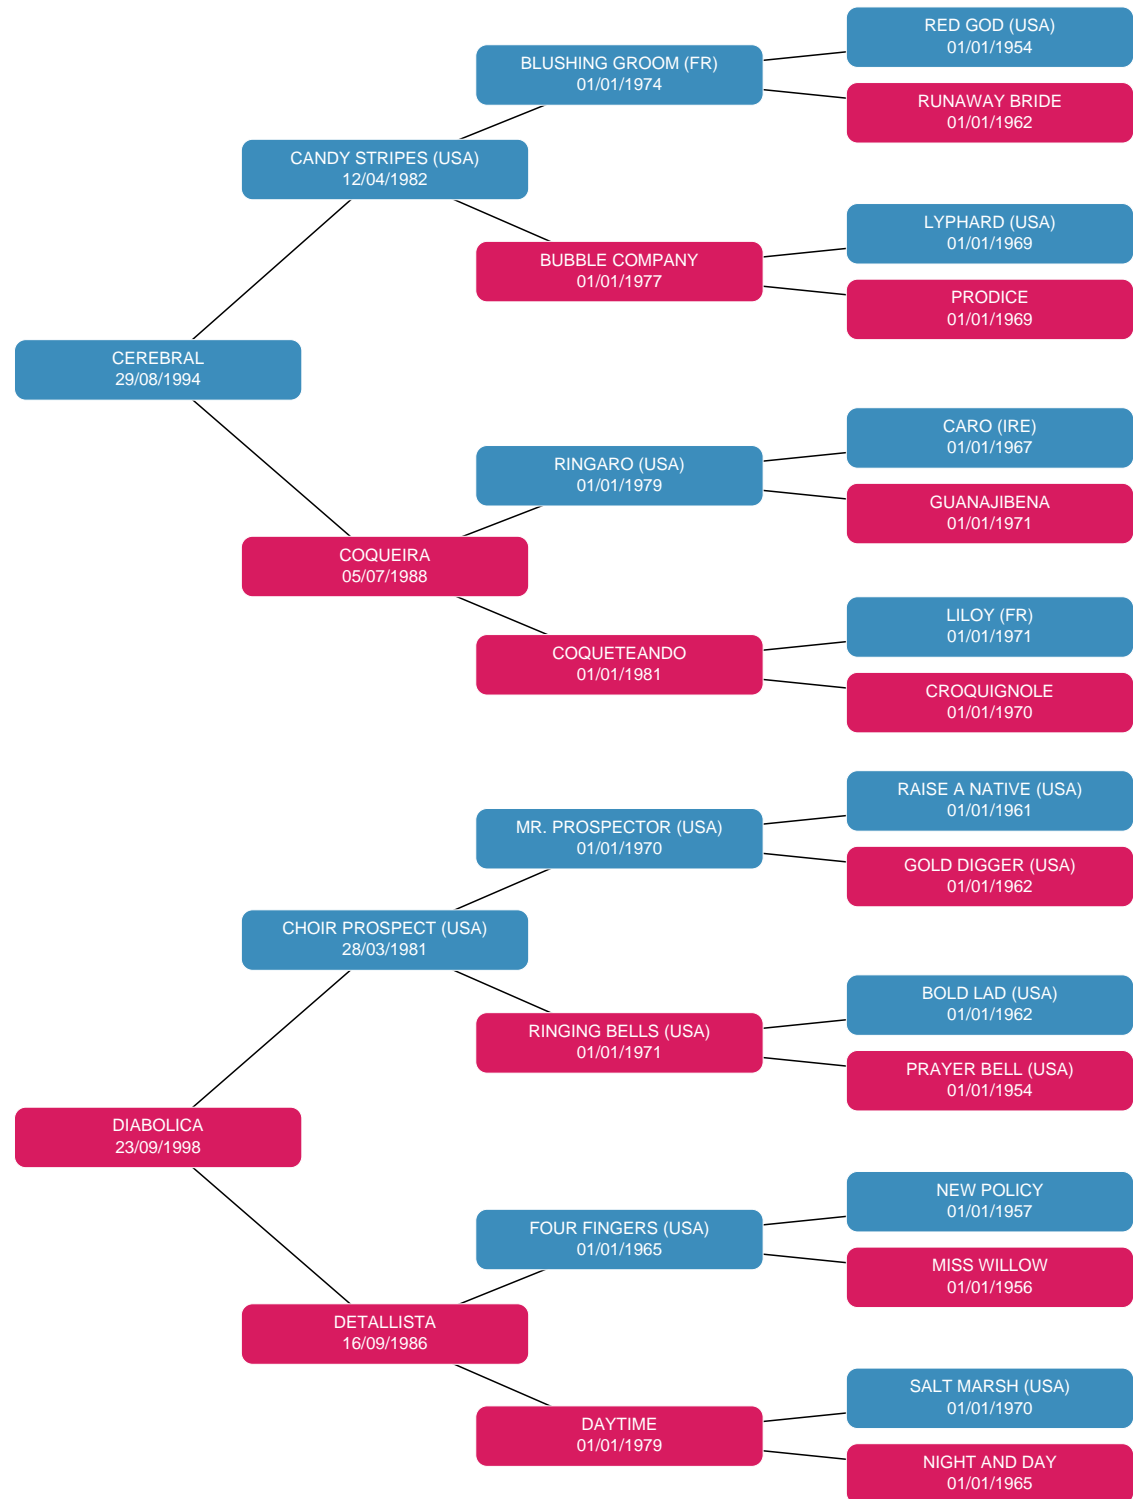 RED GOD (USA)
01/01/1954
BLUSHING GROOM (FR)
01/01/1974
RUNAWAY BRIDE
01/01/1962
CANDY STRIPES (USA)
12/04/1982
LYPHARD (USA)
01/01/1969
BUBBLE COMPANY
01/01/1977
PRODICE
01/01/1969
CEREBRAL
29/08/1994
CARO (IRE)
01/01/1967
RINGARO (USA)
01/01/1979
GUANAJIBENA
01/01/1971
COQUEIRA
05/07/1988
LILOY (FR)
01/01/1971
COQUETEANDO
01/01/1981
CROQUIGNOLE
01/01/1970
RAISE A NATIVE (USA)
01/01/1961
MR. PROSPECTOR (USA)
01/01/1970
GOLD DIGGER (USA)
01/01/1962
CHOIR PROSPECT (USA)
28/03/1981
BOLD LAD (USA)
01/01/1962
RINGING BELLS (USA)
01/01/1971
PRAYER BELL (USA)
01/01/1954
DIABOLICA
23/09/1998
NEW POLICY
01/01/1957
FOUR FINGERS (USA)
01/01/1965
MISS WILLOW
01/01/1956
DETALLISTA
16/09/1986
SALT MARSH (USA)
01/01/1970
DAYTIME
01/01/1979
NIGHT AND DAY
01/01/1965